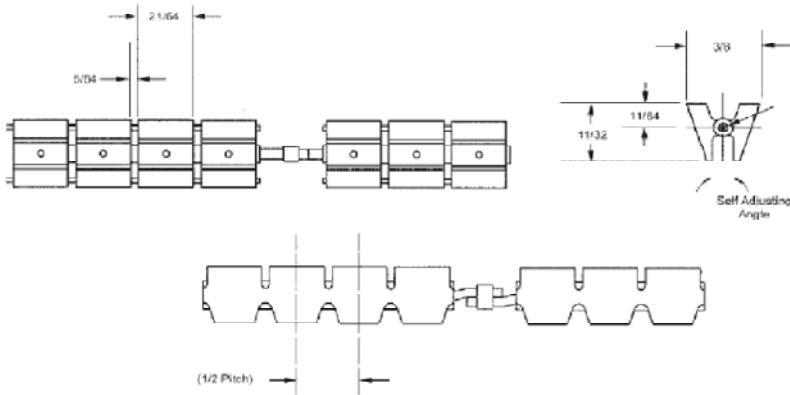 21/64
5/64
3/8
11/64
11/32
Self Adjusting
Angle
(1/2 Pitch)